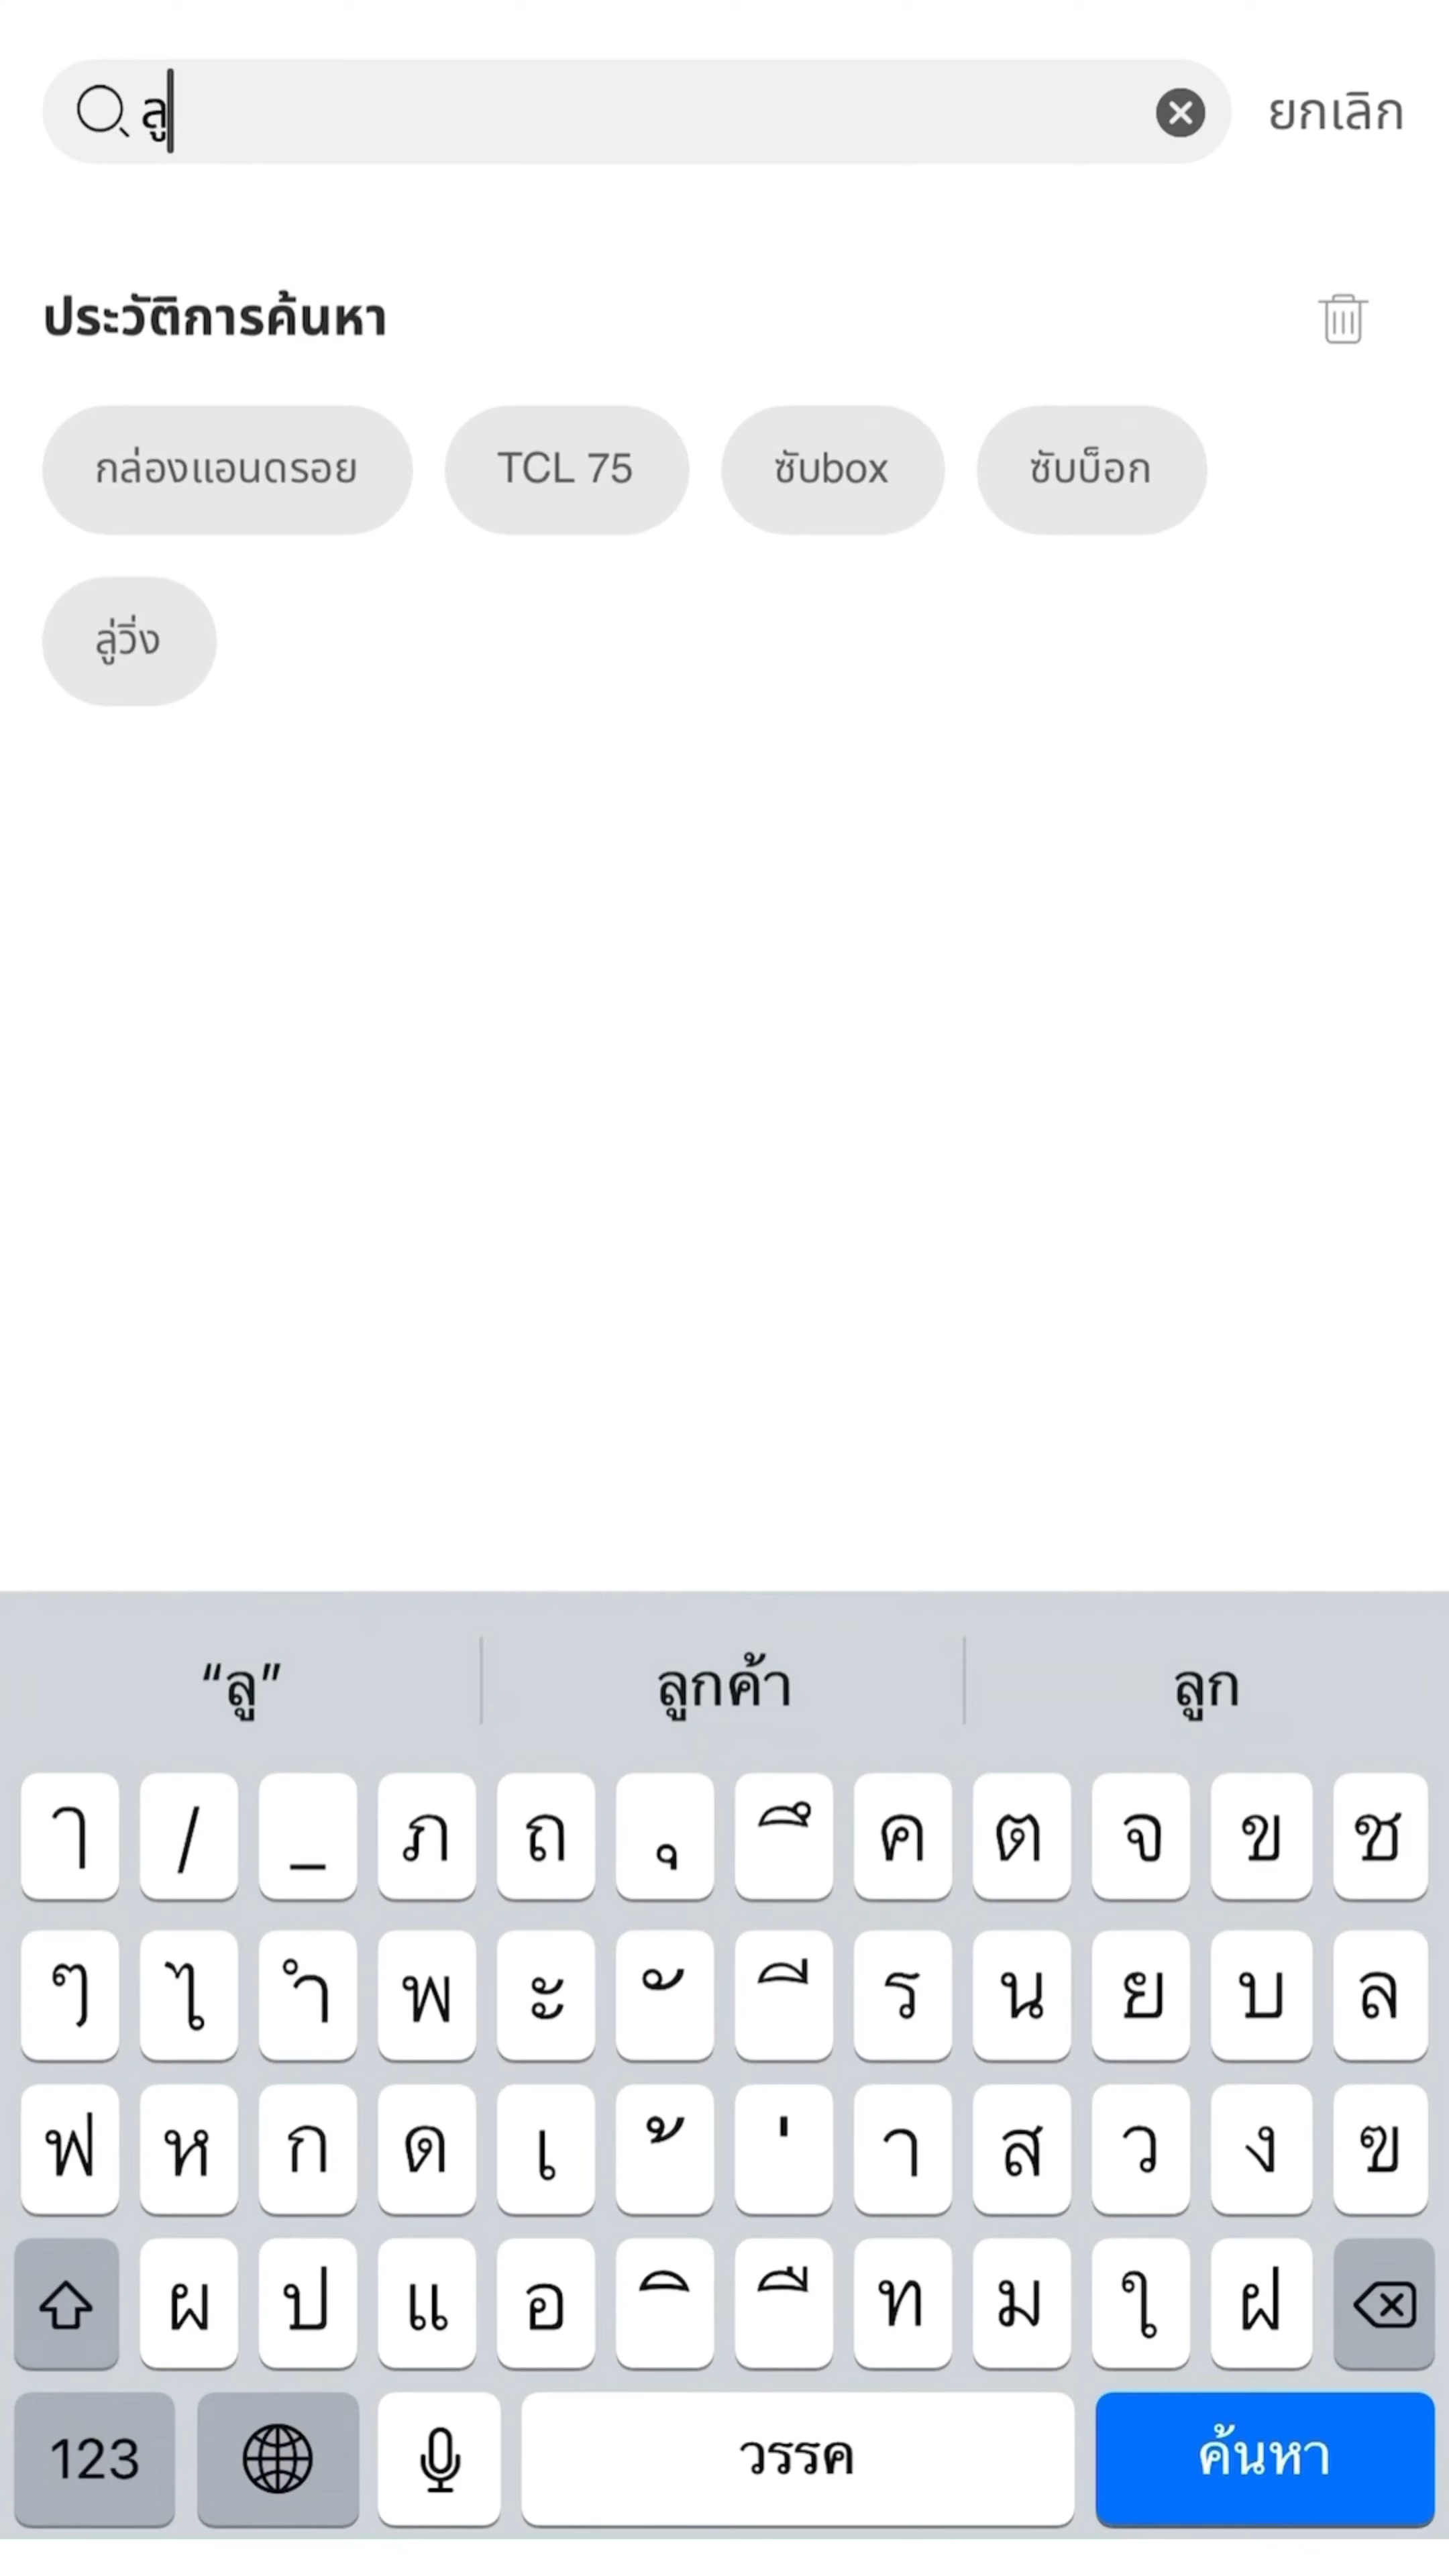 ลู ยกเลิก
ประวัติการค้นหา
กล่องแอนดรอย TCL 75 ซับbox ซับบ็อก
ลู่วิ่ง
“ลู” ลูกค้า ลูก
ๅ / _ ภ ถ ุ ึ ค ต จ ข ช
ๆ ไ ำ พ ะ ั ี ร น ย บ ล
ฟ ห ก ด เ ้ ่ า ส ว ง ฃ
ผ ป แ อ ิ ื ท ม ใ ฝ
123 วรรค ค้นหา